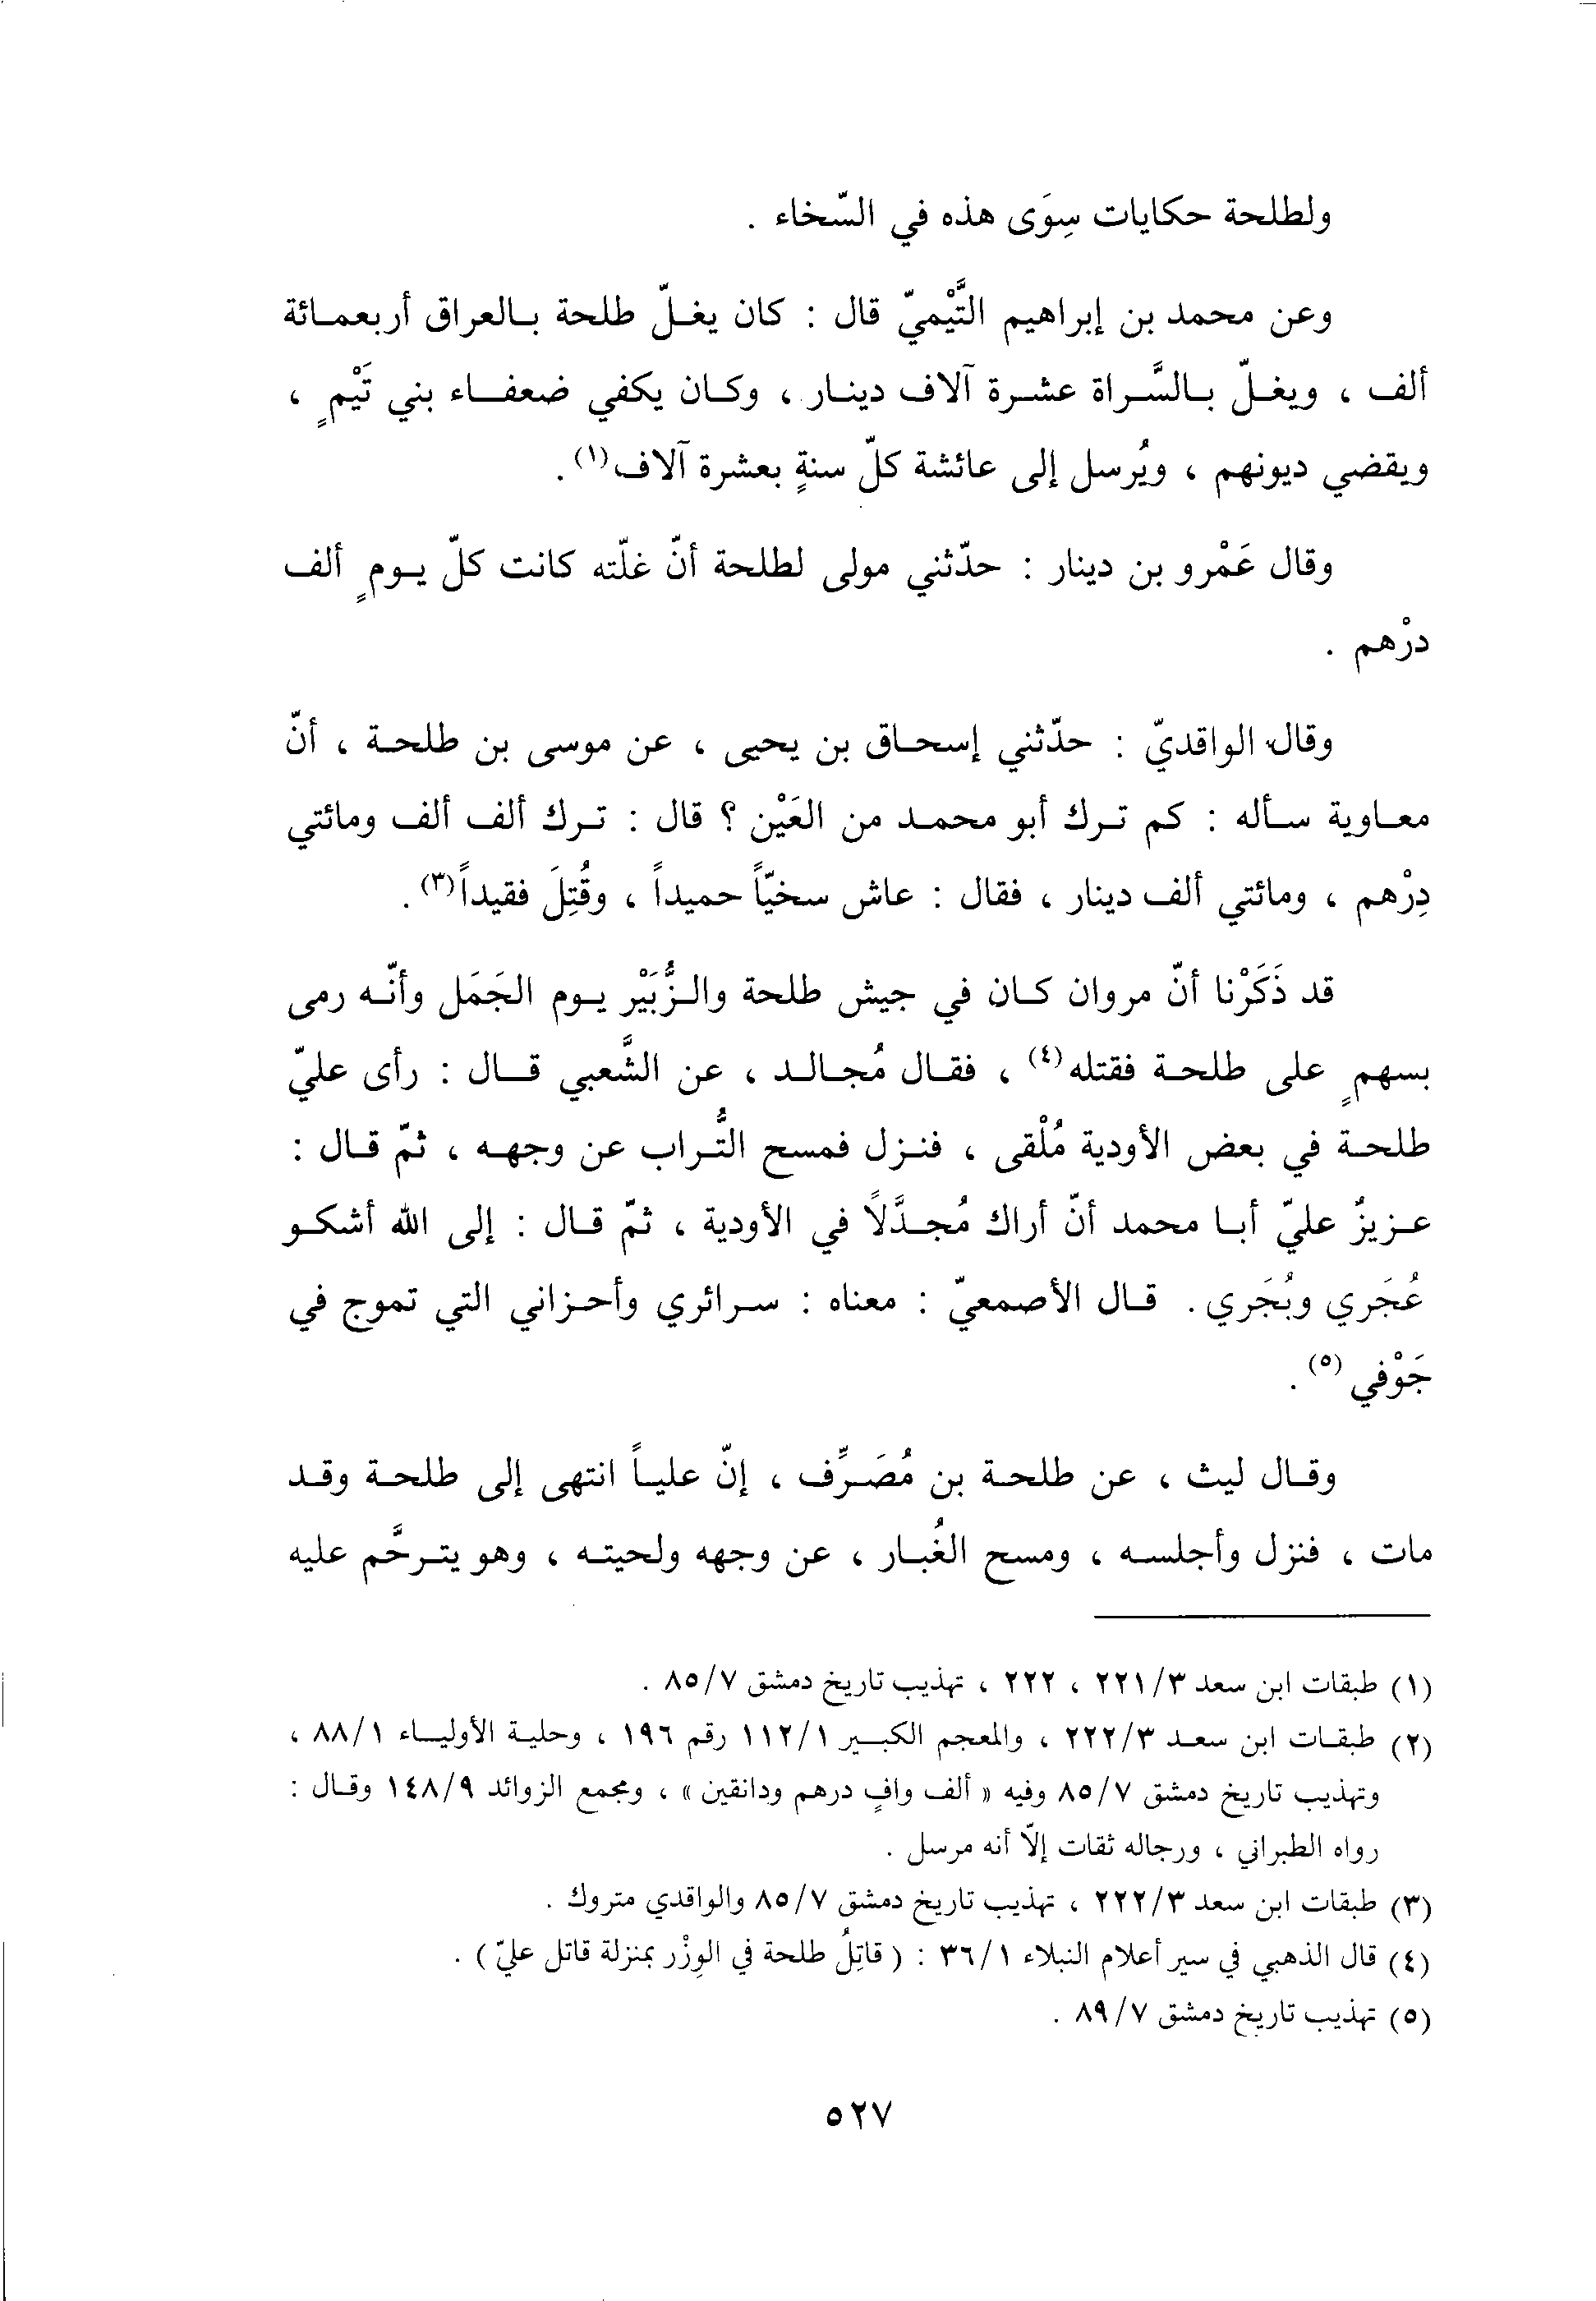 ولطلحة حكايات سِوَى هذه في السّخاء .
وعن محمد بن إبراهيم التَّيْميّ قال : كان يغلّ طلحة بالعراق أربعمائة
ألف ، ويغلّ بالسَّراة عشرة آلاف دينار ، وكان يكفي ضعفاء بني تَيْمٍ ،
ويقضي ديونهم ، ويُرسل إلى عائشة كلّ سنةٍ بعشرة آلاف(١) .
وقال عَمْرو بن دينار : حدّثني مولى لطلحة أنّ غلّته كانت كلّ يومٍ ألف
درْهم .
وقال الواقديّ : حدّثني إسحاق بن يحيى ، عن موسى بن طلحة ، أنّ
معاوية سأله : كم ترك أبو محمد من العَيْن ؟ قال : ترك ألف ألف ومائتي
دِرْهم ، ومائتي ألف دينار ، فقال : عاش سخيّاً حميداً ، وقُتِلَ فقيداً(٣) .
قد ذَكَرْنا أنّ مروان كان في جيش طلحة والزُّبَيْر يوم الجَمَل وأنّه رمى
بسهمٍ على طلحة فقتله(٤) ، فقال مُجالد ، عن الشَّعبي قال : رأى عليّ
طلحة في بعض الأودية مُلْقى ، فنزل فمسح التُّراب عن وجهه ، ثمّ قال :
عزيزٌ عليّ أبا محمد أنّ أراك مُجدَّلاً في الأودية ، ثمّ قال : إلى الله أشكو
عُجَري وبُجَري . قال الأصمعيّ : معناه : سرائري وأحزاني التي تموج في
جَوْفي (٥) .
وقال ليث ، عن طلحة بن مُصَرِّف ، إنّ علياً انتهى إلى طلحة وقد
مات ، فنزل وأجلسه ، ومسح الغُبار ، عن وجهه ولحيته ، وهو يترحَّم عليه
(١) طبقات ابن سعد ٢٢١/٣ ، ٢٢٢ ، تهذيب تاريخ دمشق ٨٥/٧ .
(٢) طبقات ابن سعد ٢٢٢/٣ ، والمعجم الكبير ١١٢/١ رقم ١٩٦ ، وحلية الأولياء ٨٨/١ ،
وتهذيب تاريخ دمشق ٨٥/٧ وفيه « ألف وافٍ درهم ودانقين » ، ومجمع الزوائد ١٤٨/٩ وقال :
رواه الطبراني ، ورجاله ثقات إلّا أنه مرسل .
(٣) طبقات ابن سعد ٢٢٢/٣ ، تهذيب تاريخ دمشق ٨٥/٧ والواقدي متروك .
(٤) قال الذهبي في سير أعلام النبلاء ٣٦/١ : ( قاتِلُ طلحة في الوِزْر بمنزلة قاتل عليّ ) .
(٥) تهذيب تاريخ دمشق ٨٩/٧ .
٥٢٧